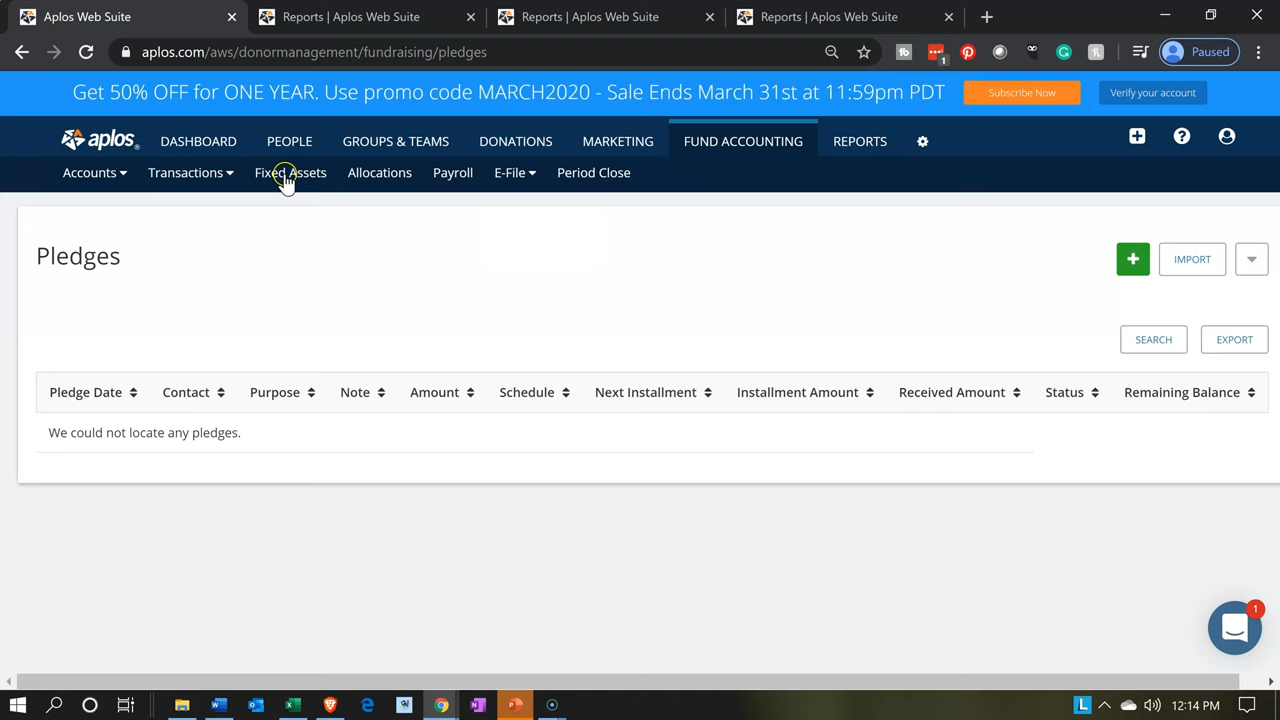 Aplos Web Suite
Reports | Aplos Web Suite
Reports | Aplos Web Suite
Reports | Aplos Web Suite
aplos.com/aws/donormanagement/fundraising/pledges
Paused
Get 50% OFF for ONE YEAR. Use promo code MARCH2020 - Sale Ends March 31st at 11:59pm PDT
Subscribe Now
Verify your account
aplos.
DASHBOARD
PEOPLE
GROUPS & TEAMS
DONATIONS
MARKETING
FUND ACCOUNTING
REPORTS
Accounts
Transactions
Fixed Assets
Allocations
Payroll
E-File
Period Close
Pledges
IMPORT
SEARCH
EXPORT
Pledge Date
Contact
Purpose
Note
Amount
Schedule
Next Installment
Installment Amount
Received Amount
Status
Remaining Balance
We could not locate any pledges.
1
12:14 PM